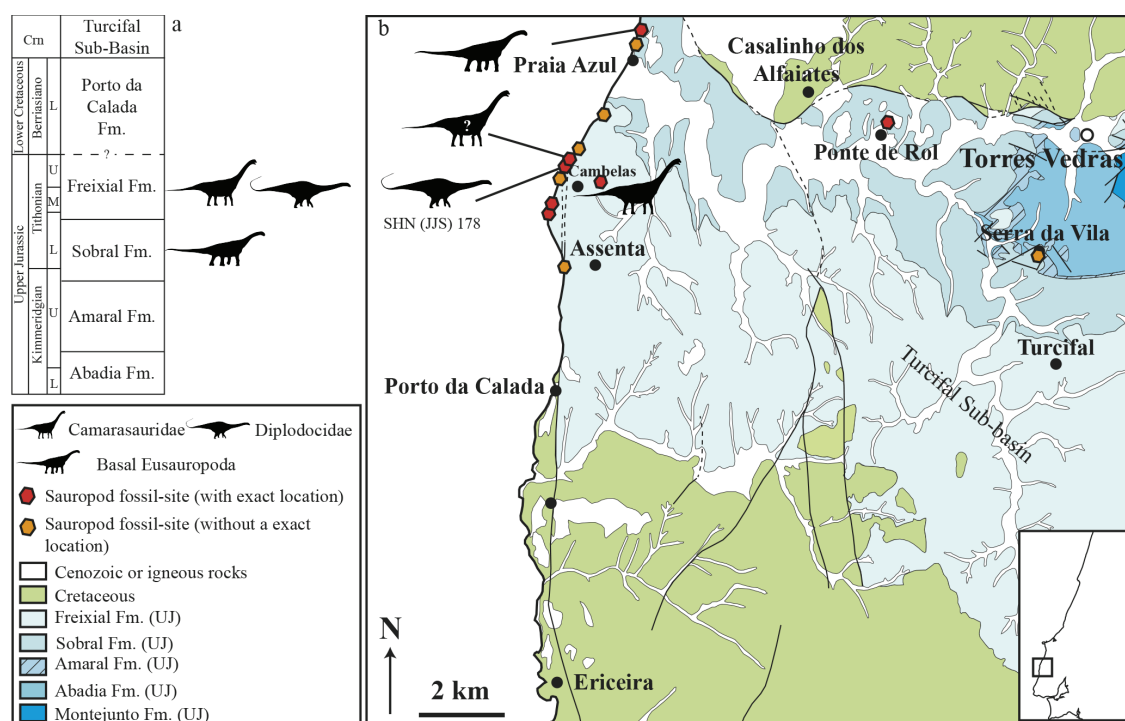 Crn
Turcifal
Sub-Basin
a
Lower Cretaceous
Berriasiano
L
Porto da
Calada
Fm.
?
Upper Jurassic
Tithonian
U
M
L
Freixial Fm.
Sobral Fm.
Kimmeridgian
U
L
Amaral Fm.
Abadia Fm.
Camarasauridae
Diplodocidae
Basal Eusauropoda
Sauropod fossil-site (with exact location)
Sauropod fossil-site (without a exact
location)
Cenozoic or igneous rocks
Cretaceous
Freixial Fm. (UJ)
Sobral Fm. (UJ)
Amaral Fm. (UJ)
Abadia Fm. (UJ)
Montejunto Fm. (UJ)
b
Praia Azul
Casalinho dos
Alfaiates
?
Ponte de Rol
Torres Vedras
Cambelas
SHN (JJS) 178
Serra da Vila
Assenta
Turcifal
Porto da Calada
Turcifal Sub-basin
N
2 km
Ericeira